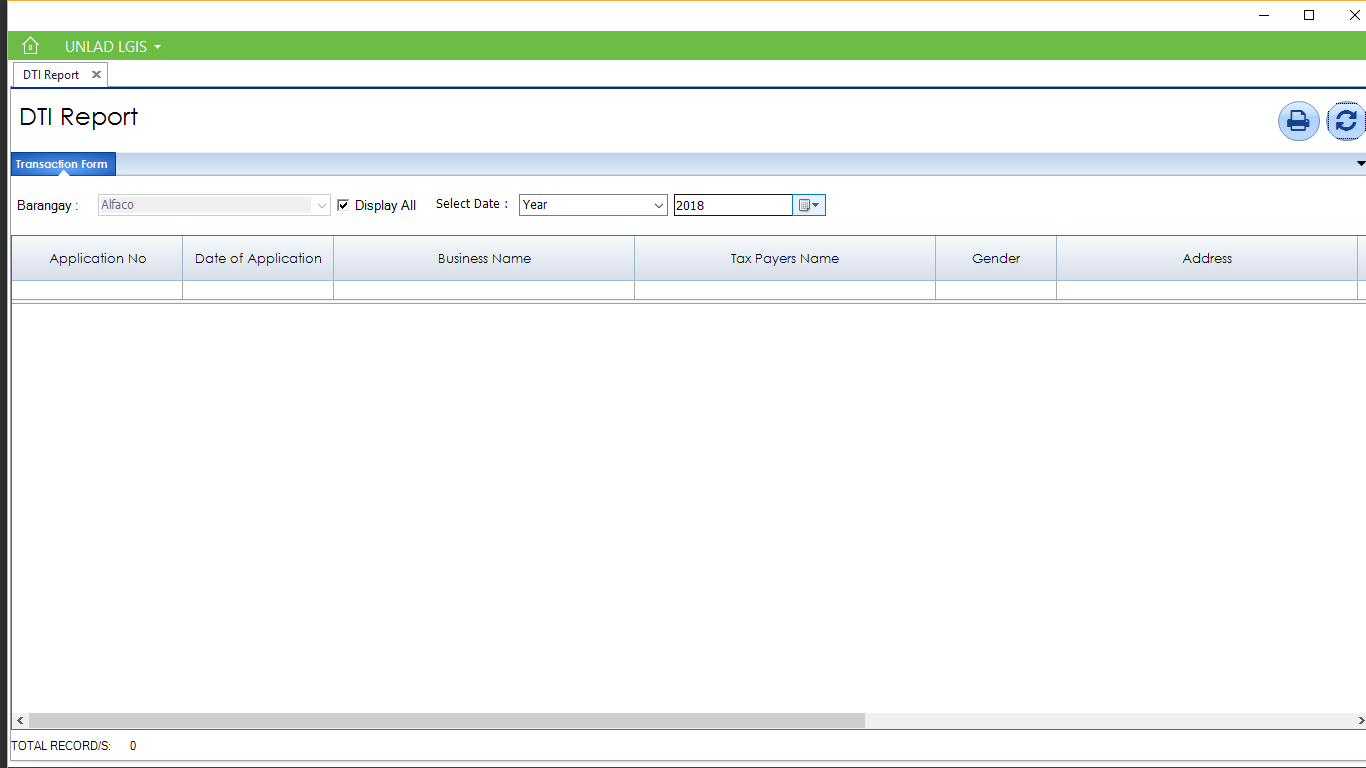 UNLAD LGIS
DTI Report
DTI Report
Transaction Form
Barangay : Alfaco Display All Select Date : Year 2018
Application No Date of Application Business Name Tax Payers Name Gender Address
TOTAL RECORD/S: 0